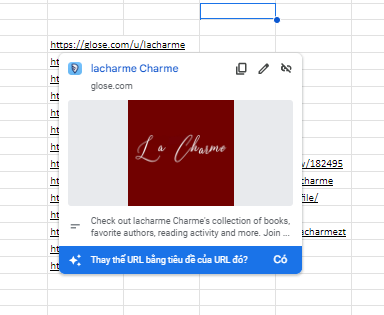 https://glose.com/u/lacharme
lacharme Charme
glose.com
La Charme
v/182495
charme
file/
acharmezt
Check out lacharme Charme's collection of books,
favorite authors, reading activity and more. Join ...
Thay thế URL bằng tiêu đề của URL đó?
Có